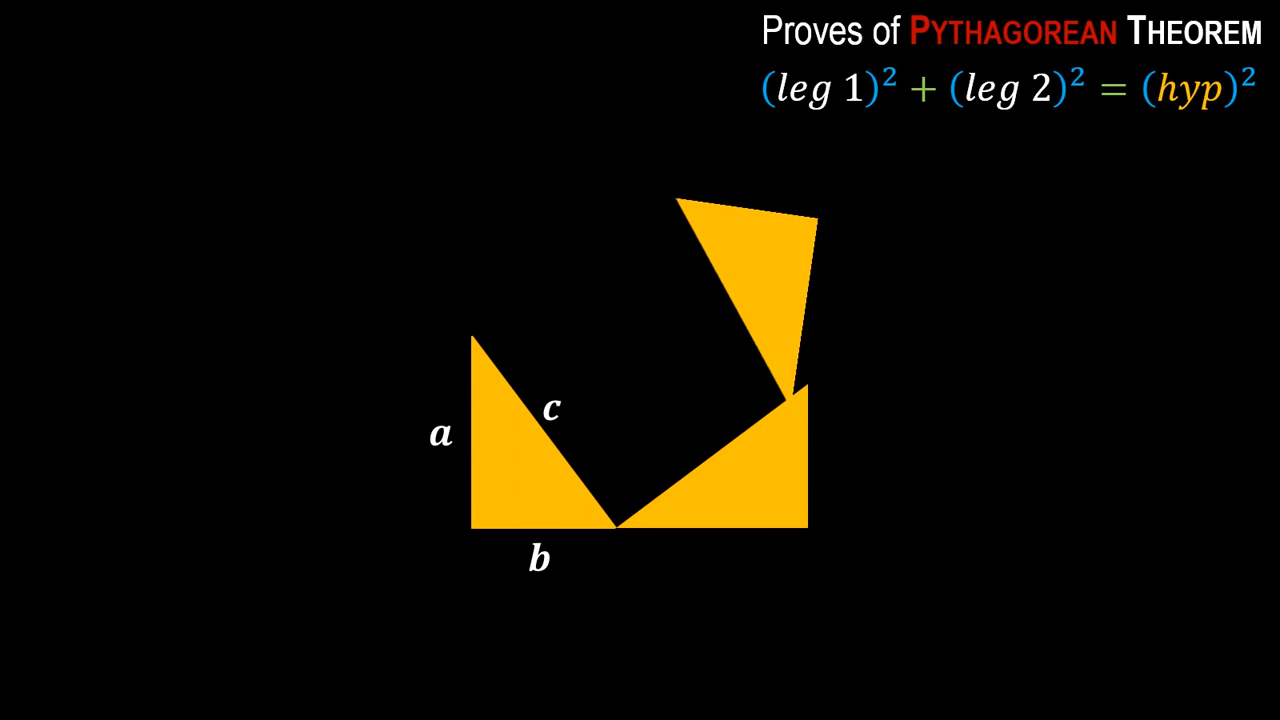 Proves of PYTHAGOREAN THEOREM
(leg 1)² + (leg 2)² = (hyp)²
c
a
b